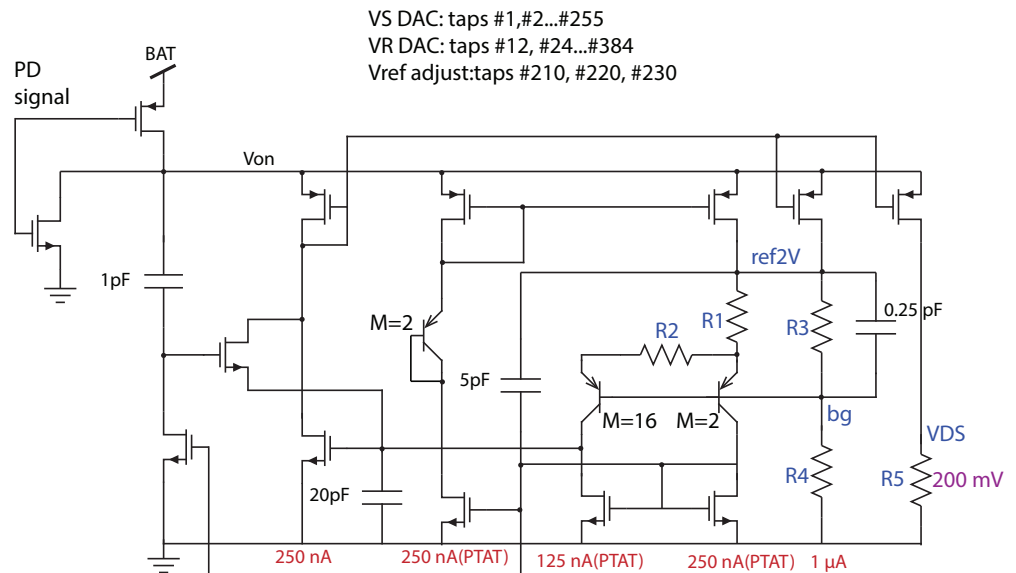 VS DAC: taps #1,#2...#255
VR DAC: taps #12, #24...#384
Vref adjust:taps #210, #220, #230
BAT
PD
signal
Von
1pF
ref2V
M=2
R2
R1
R3
0.25 pF
5pF
M=16
M=2
bg
VDS
20pF
R4
R5
200 mV
250 nA
250 nA(PTAT)
125 nA(PTAT)
250 nA(PTAT)
1 µA